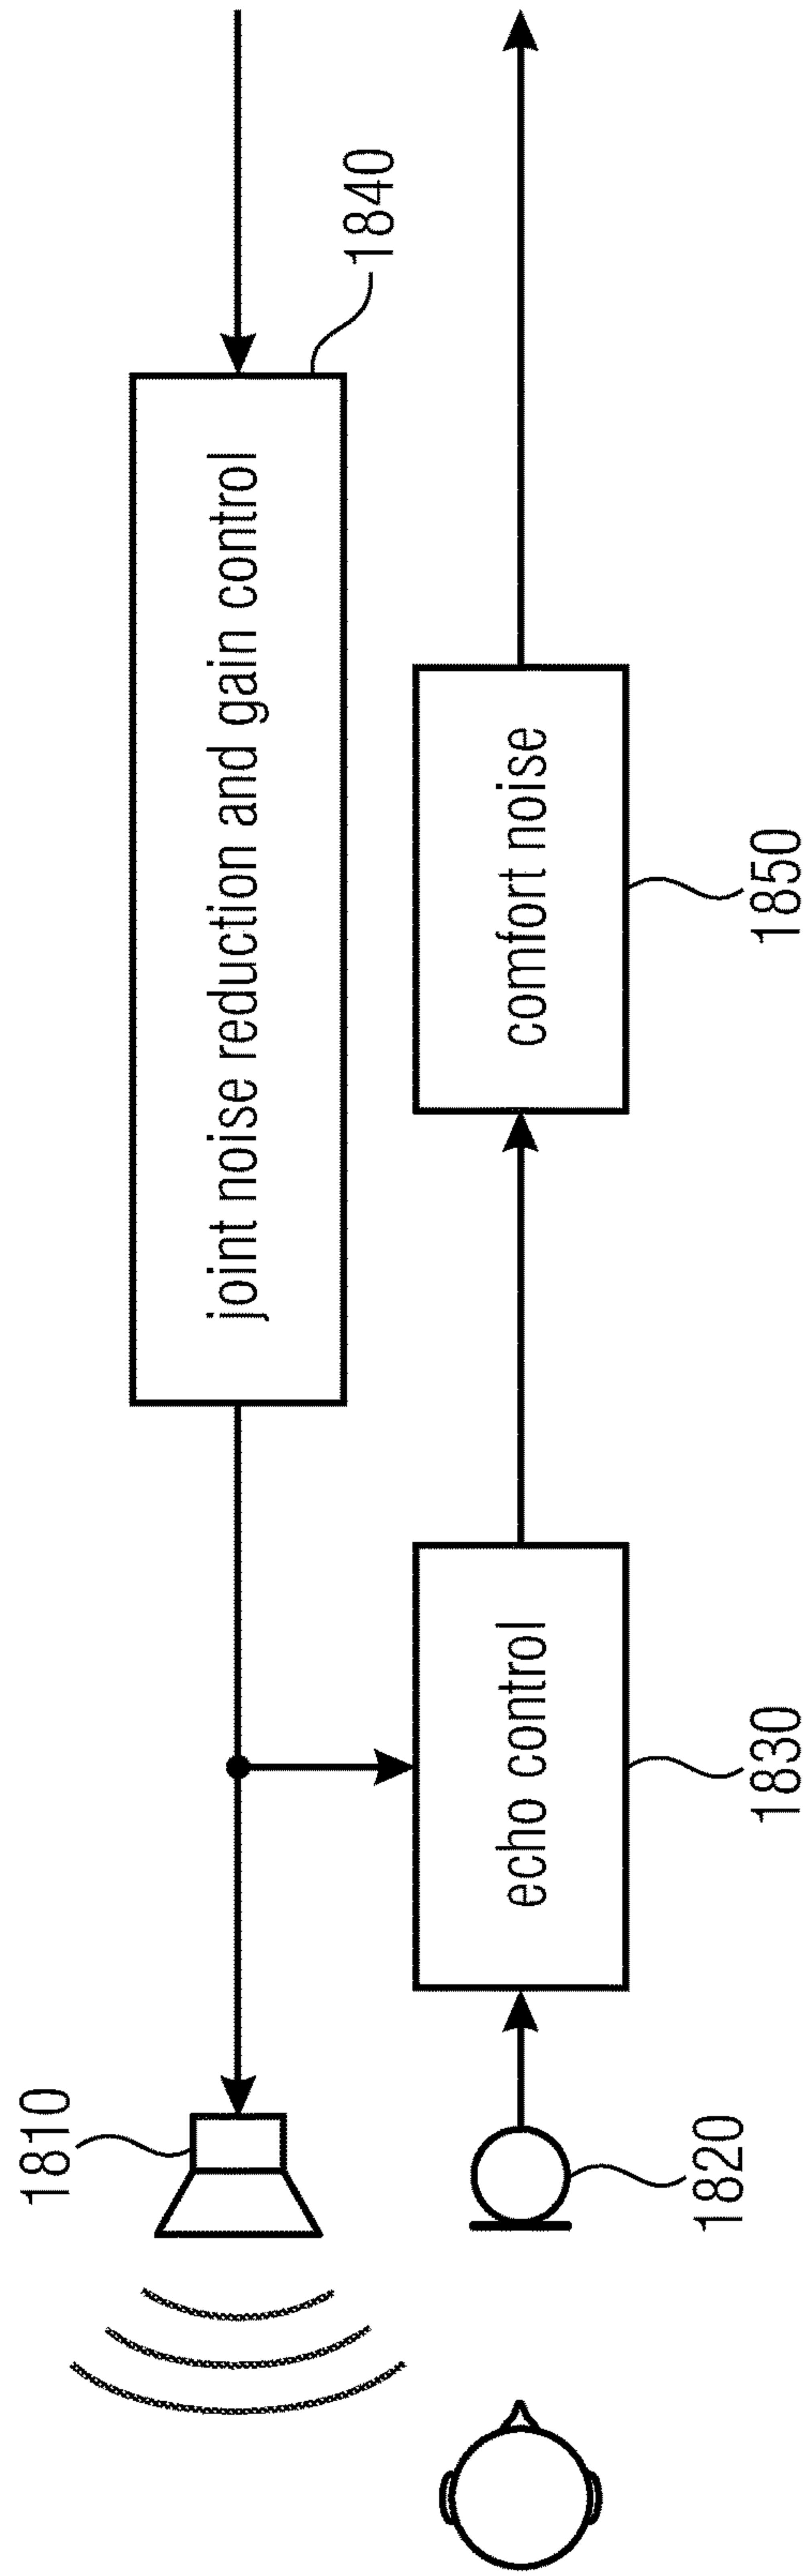 1810
joint noise reduction and gain control
1840
echo control
comfort noise
1820
1830
1850